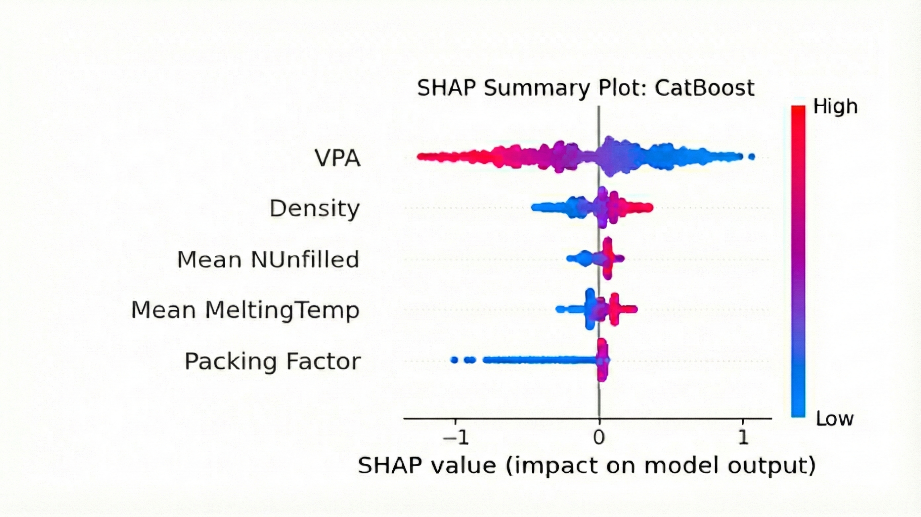 SHAP Summary Plot: CatBoost
High
VPA
Density
Mean NUnfilled
Mean MeltingTemp
Packing Factor
Low
−1 0 1
SHAP value (impact on model output)